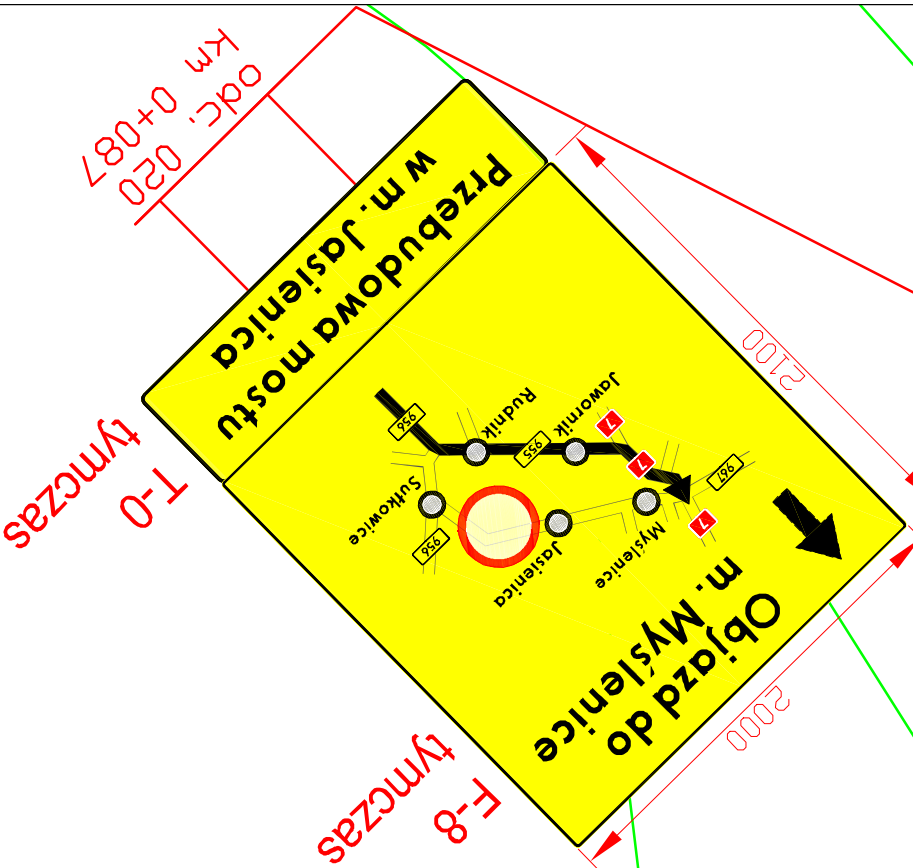 2000
F-8
tymczas
Objazd do
m. Myślenice
Myślenice
Jasienica
7
967
956
7
Sułkowice
7
Jawornik
955
Rudnik
956
2100
T-0
tymczas
Przebudowa mostu
w m. Jasienica
odc. 020
km 0+087